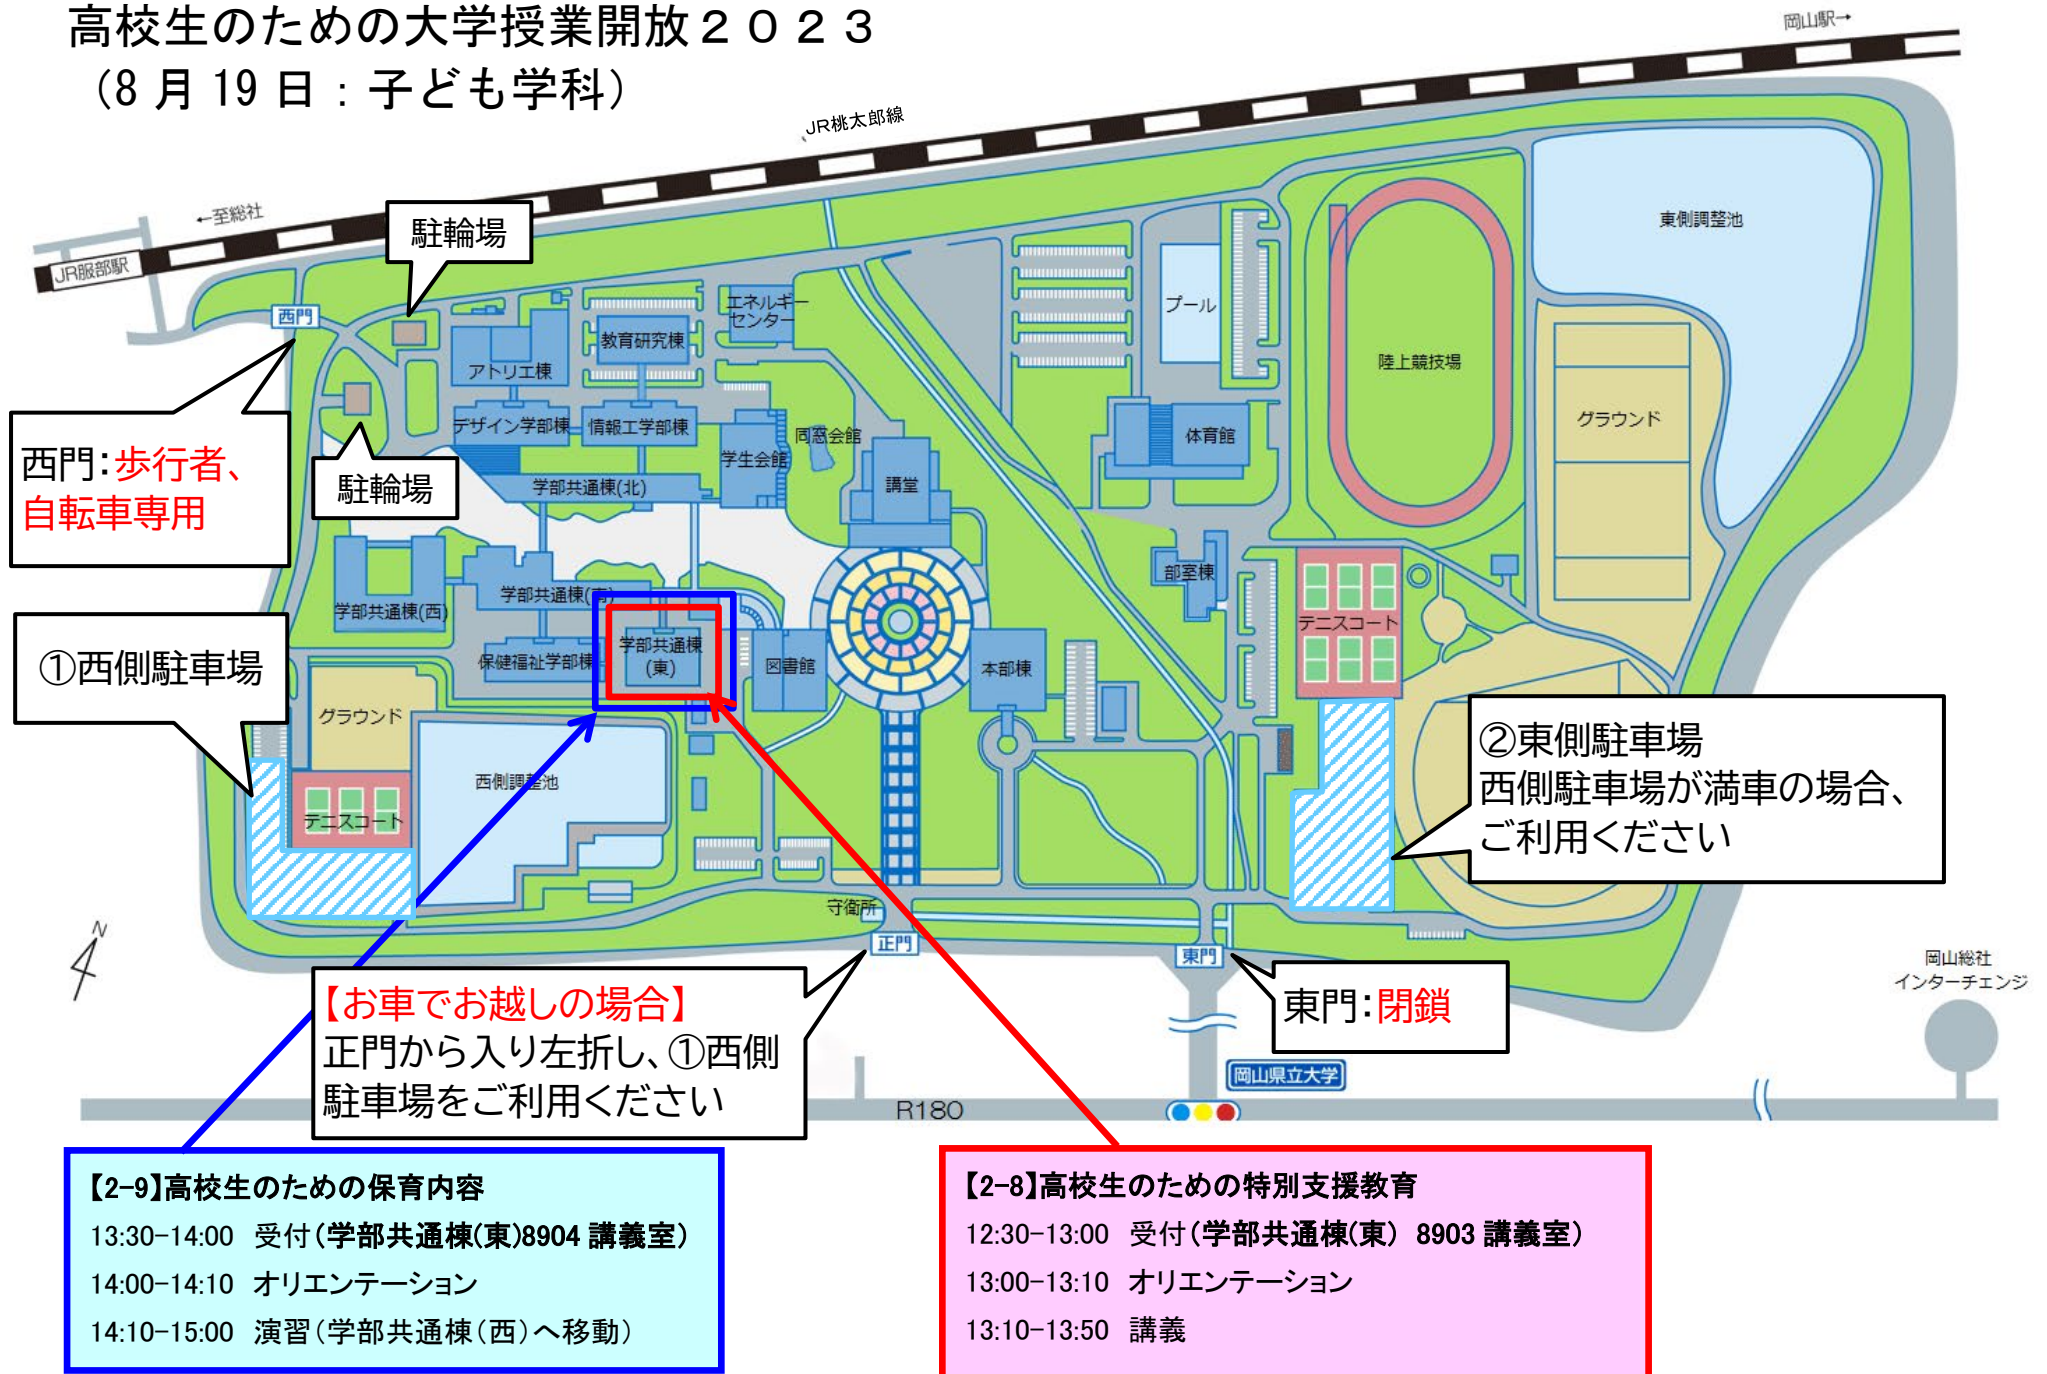 高校生のための大学授業開放２０２３
（8月19日：子ども学科）
岡山駅→
JR桃太郎線
←至総社
JR服部駅
駐輪場
西門
東側調整池
エネルギー
センター
プール
教育研究棟
アトリエ棟
陸上競技場
グラウンド
デザイン学部棟
情報工学部棟
同窓会館
体育館
学生会館
西門：歩行者、
自転車専用
駐輪場
学部共通棟(北)
講堂
部室棟
学部共通棟(西)
学部共通棟(南)
テニスコート
①西側駐車場
保健福祉学部棟
学部共通棟
(東)
図書館
本部棟
グラウンド
②東側駐車場
西側駐車場が満車の場合、
ご利用ください
西側調整池
テニスコート
守衛所
正門
東門
N
岡山総社
インターチェンジ
【お車でお越しの場合】
正門から入り左折し、①西側
駐車場をご利用ください
東門：閉鎖
岡山県立大学
R180
【2-9】高校生のための保育内容
13:30-14:00 受付（学部共通棟(東)8904講義室）
14:00-14:10 オリエンテーション
14:10-15:00 演習（学部共通棟（西）へ移動）
【2-8】高校生のための特別支援教育
12:30-13:00 受付（学部共通棟(東) 8903講義室）
13:00-13:10 オリエンテーション
13:10-13:50 講義